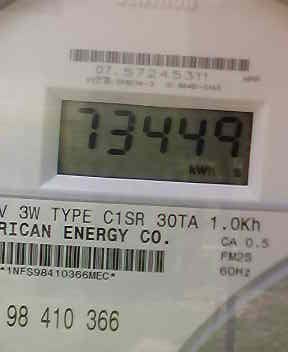 07.57245311
73449
kWh
V 3W TYPE C1SR 30TA 1.0Kh
RICAN ENERGY CO.
CA 0.5
FM2S
60Hz
*1NFS98410366MEC*
98 410 366